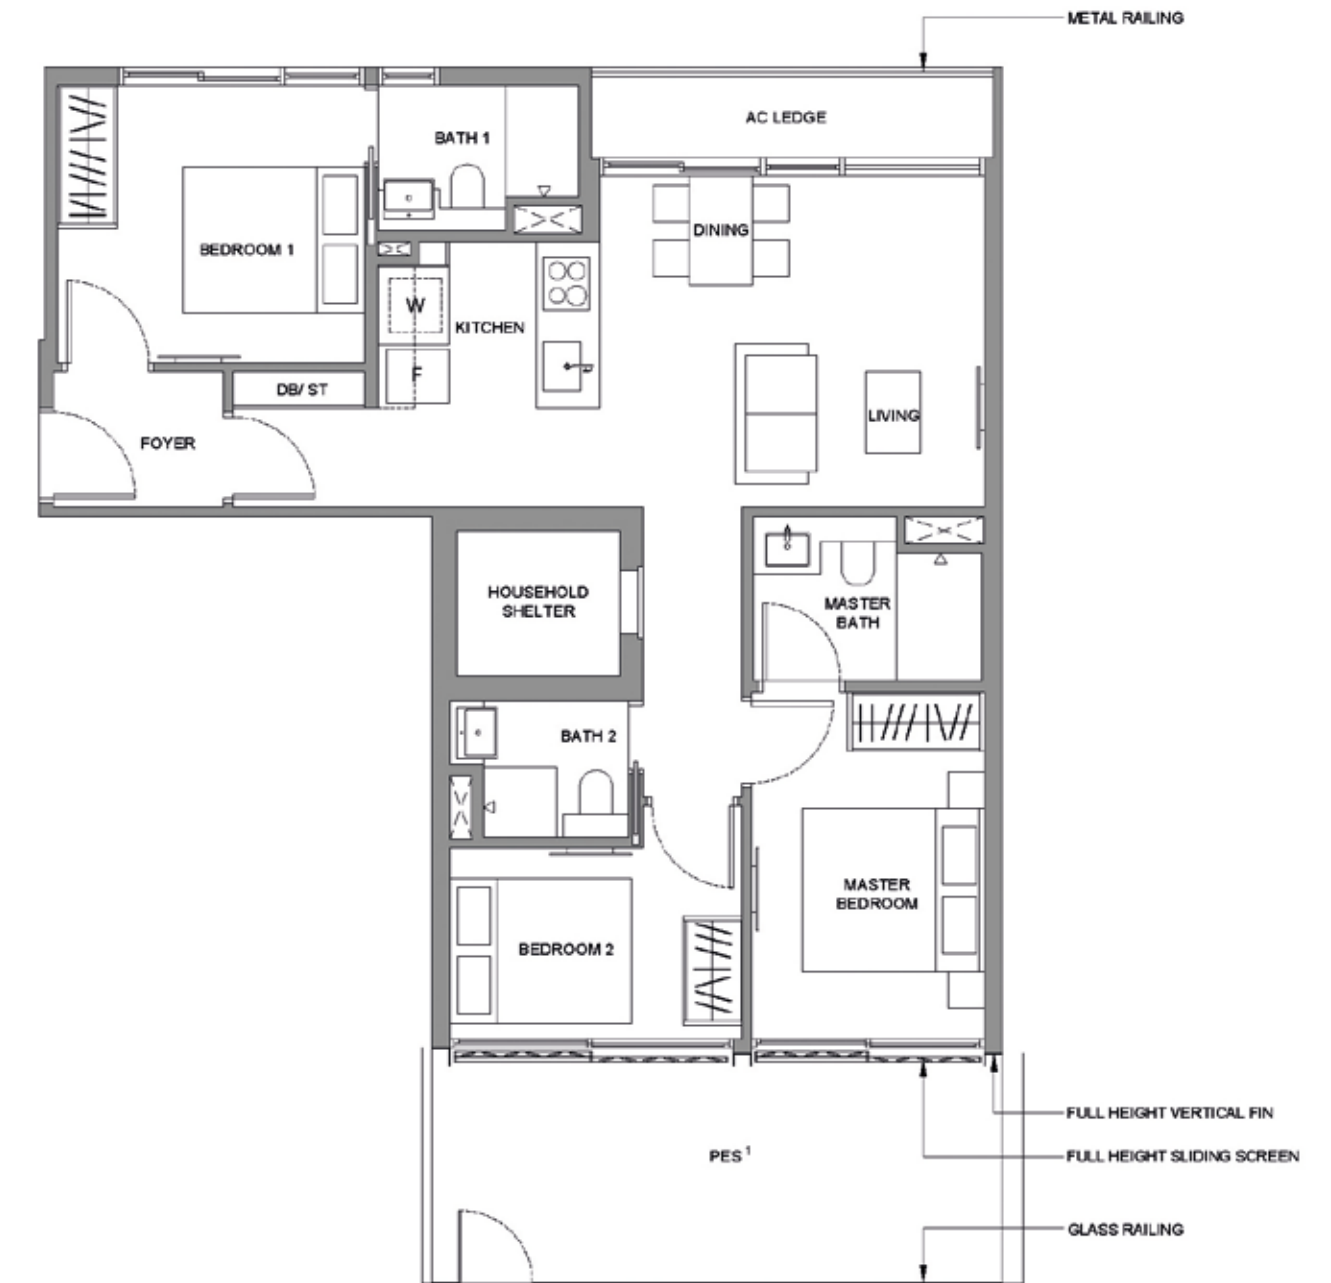 METAL RAILING
AC LEDGE
BATH 1
DINING
BEDROOM 1
W
KITCHEN
F
DB/ ST
LIVING
FOYER
HOUSEHOLD
SHELTER
MASTER
BATH
BATH 2
MASTER
BEDROOM
BEDROOM 2
FULL HEIGHT VERTICAL FIN
PES 1
FULL HEIGHT SLIDING SCREEN
GLASS RAILING